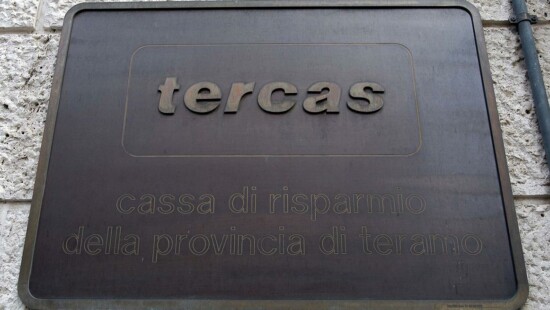 tercas
cassa di risparmio
della provincia di teramo